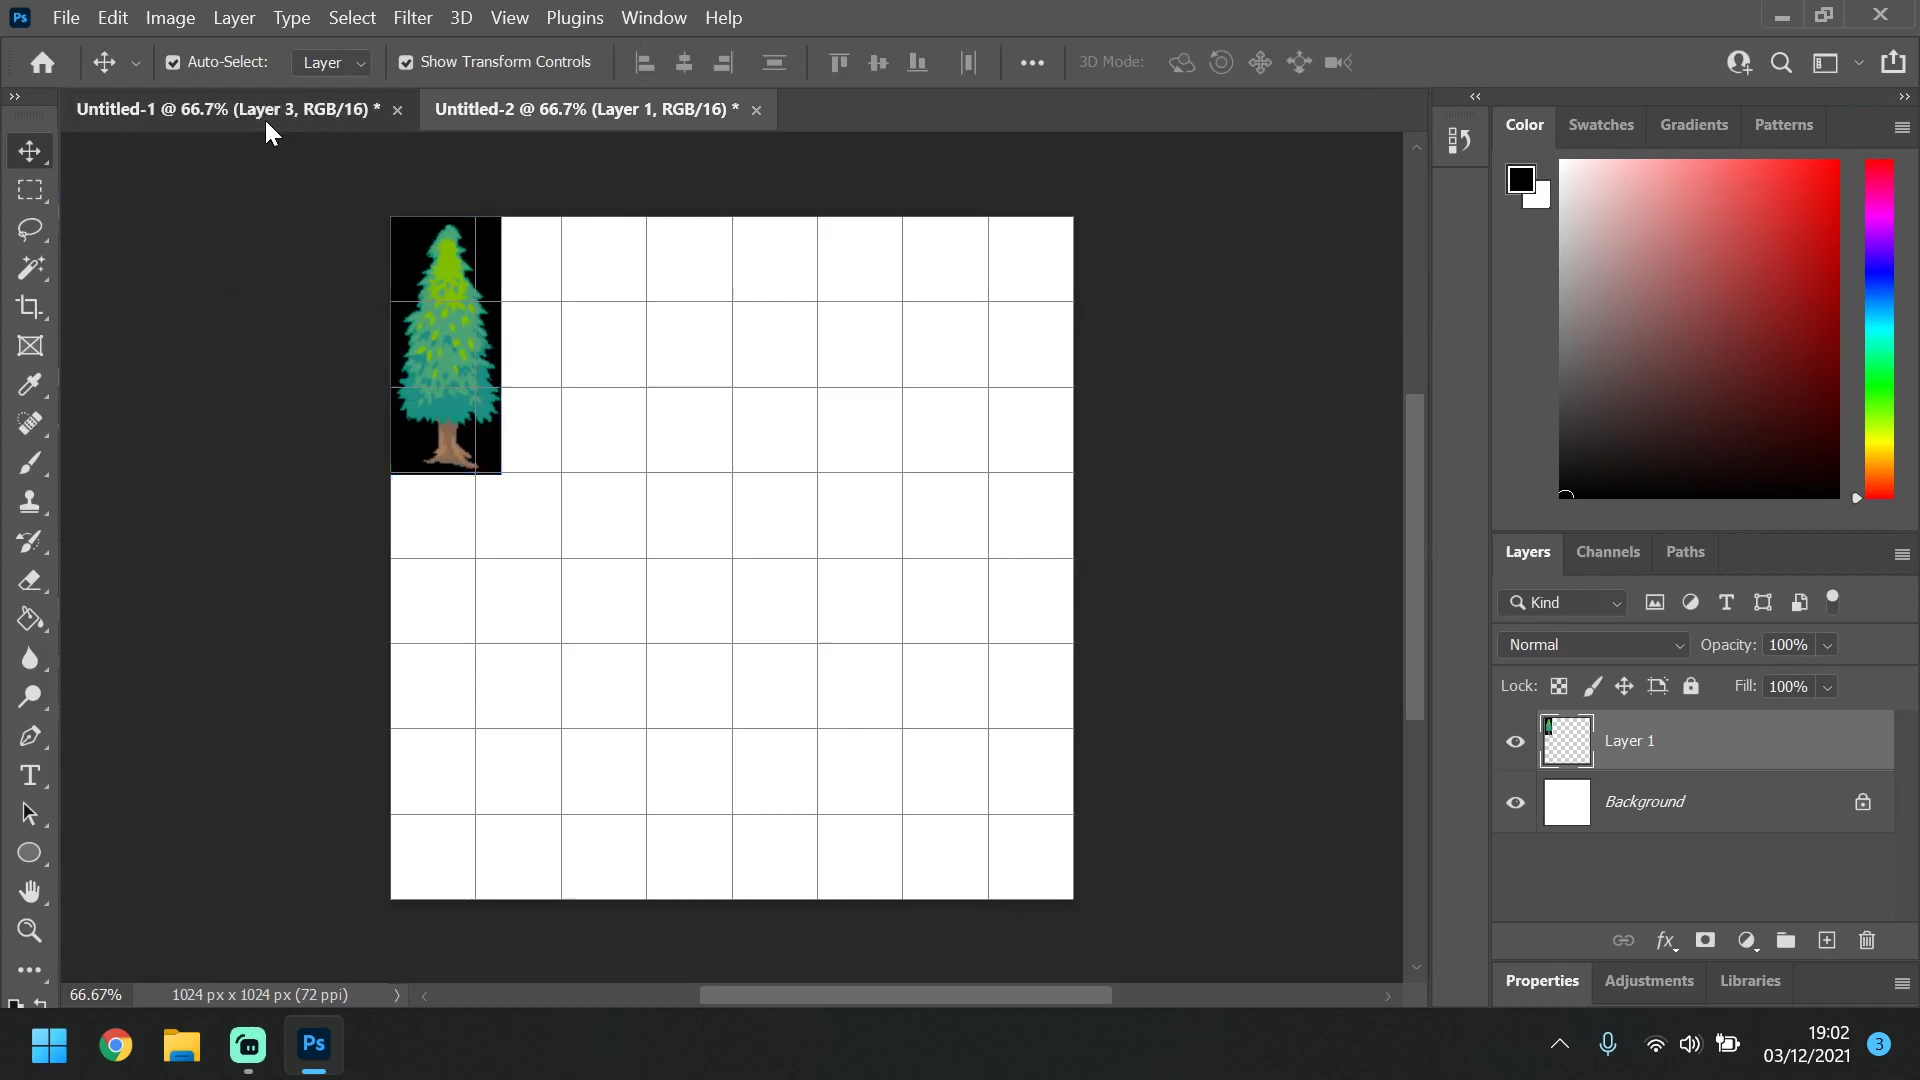 Ps File Edit Image Layer Type Select Filter 3D View Plugins Window Help
Auto-Select: Layer Show Transform Controls 3D Mode:
Untitled-1 @ 66.7% (Layer 3, RGB/16) * Untitled-2 @ 66.7% (Layer 1, RGB/16) *
Color Swatches Gradients Patterns
Layers Channels Paths
Kind
Normal Opacity: 100%
Lock: Fill: 100%
Layer 1
Background
Properties Adjustments Libraries
66.67% 1024 px x 1024 px (72 ppi)
Ps
19:02
03/12/2021 3